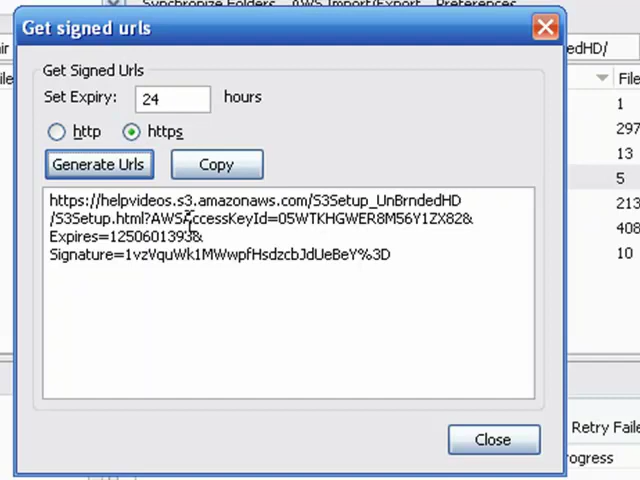 Synchronize Folders AWS Import/Export Preferences
Get signed urls
edHD/
Get Signed Urls
Set Expiry: 24 hours
http https
Generate Urls Copy
https://helpvideos.s3.amazonaws.com/S3Setup_UnBrndedHD
/S3Setup.html?AWSAccessKeyId=05WTKHGWER8M56Y1ZX82&
Expires=1250601393&
Signature=1vzVquWk1MWwpfHsdzcbJdUeBeY%3D
File
1
297
13
5
213
408
10
Retry Faile
rogress
Close